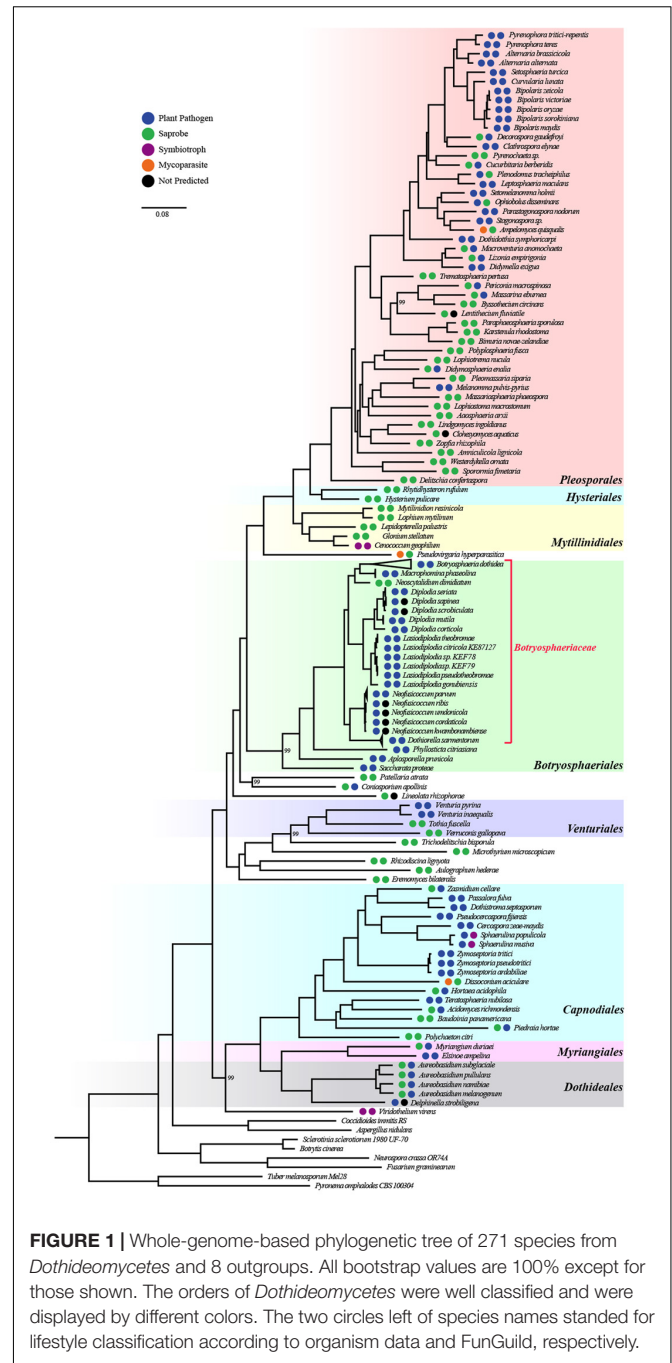 Plant Pathogen
Saprobe
Symbiotroph
Mycoparasite
Not Predicted
0.08
Pyrenophora tritici-repentis
Pyrenophora teres
Alternaria brassicicola
Alternaria alternata
Setosphaeria turcica
Curvularia lunata
Bipolaris zeicola
Bipolaris victoriae
Bipolaris oryzae
Bipolaris sorokiniana
Bipolaris maydis
Decorospora gaudefroyi
Clathrospora elynae
Pyrenochaeta sp.
Cucurbitaria berberidis
Plenodomus tracheiphilus
Leptosphaeria maculans
Setomelanomma holmii
Ophiobolus disseminans
Parastagonospora nodorum
Stagonospora sp.
Ampelomyces quisqualis
Dothidotthia symphoricarpi
Macroventuria anomochaeta
Lizonia empirigonia
Didymella exigua
Trematosphaeria pertusa
Periconia macrospinosa
Massarina eburnea
99
Byssothecium circinans
Lentithecium fluviatile
Paraphaeosphaeria sporulosa
Karstenula rhodostoma
Bimuria novae-zelandiae
Polyplosphaeria fusca
Lophiotrema nucula
Didymosphaeria enalia
Pleomassaria siparia
Melanomma pulvis-pyrius
Massariosphaeria phaeospora
Lophiostoma macrostomum
Aaosphaeria arxii
Lindgomyces ingoldianus
Clohesyomyces aquaticus
Zopfia rhizophila
Amniculicola lignicola
Westerdykella ornata
Sporormia fimetaria
Delitschia confertaspora
Pleosporales
Rhytidhysteron rufulum
Hysterium pulicare
Hysteriales
Mytilinidion resinicola
Lophium mytilinum
Lepidopterella palustris
Glonium stellatum
Cenococcum geophilum
Mytillinidiales
Pseudovirgaria hyperparasitica
Botryosphaeria dothidea
Macrophomina phaseolina
Neoscytalidium dimidiatum
Diplodia seriata
Diplodia sapinea
Diplodia scrobiculata
Diplodia mutila
Diplodia corticola
Lasiodiplodia theobromae
Botryosphaeriaceae
Lasiodiplodia citricola KE87127
Lasiodiplodia sp. KEF78
Lasiodiplodiasp. KEF79
Lasiodiplodia pseudotheobromae
Lasiodiplodia gonubiensis
Neofusicoccum parvum
Neofusicoccum ribis
Neofusicoccum umdonicola
Neofusicoccum cordaticola
Neofusicoccum kwambonambiense
Dothiorella sarmentorum
99
Phyllosticta citriasiana
Aplosporella prunicola
Saccharata proteae
Botryosphaeriales
Patellaria atrata
99
Coniosporium apollinis
Lineolata rhizophorae
Venturia pyrina
Venturia inaequalis
Tothia fuscella
99
Verruconis gallopava
Venturiales
Trichodelitschia bisporula
Microthyrium microscopicum
Rhizodiscina lignyota
Aulographum hederae
Eremomyces bilateralis
Zasmidium cellare
Passalora fulva
Dothistroma septosporum
Pseudocercospora fijiensis
Cercospora zeae-maydis
Sphaerulina populicola
Sphaerulina musiva
Zymoseptoria tritici
Zymoseptoria pseudotritici
Zymoseptoria ardabiliae
Dissoconium aciculare
Hortaea acidophila
Teratosphaeria nubilosa
Acidomyces richmondensis
Baudoinia panamericana
Piedraia hortae
Polychaeton citri
Capnodiales
Myriangium duriaei
Elsinoe ampelina
Myriangiales
Aureobasidium subglaciale
Aureobasidium pullulans
Aureobasidium namibiae
99
Aureobasidium melanogenum
Delphinella strobiligena
Dothideales
Viridothelium virens
Coccidioides immitis RS
Aspergillus nidulans
Sclerotinia sclerotiorum 1980 UF-70
Botrytis cinerea
Neurospora crassa OR74A
Fusarium graminearum
Tuber melanosporum Mel28
Pyronema omphalodes CBS 100304
FIGURE 1 | Whole-genome-based phylogenetic tree of 271 species from
Dothideomycetes and 8 outgroups. All bootstrap values are 100% except for
those shown. The orders of Dothideomycetes were well classified and were
displayed by different colors. The two circles left of species names standed for
lifestyle classification according to organism data and FunGuild, respectively.